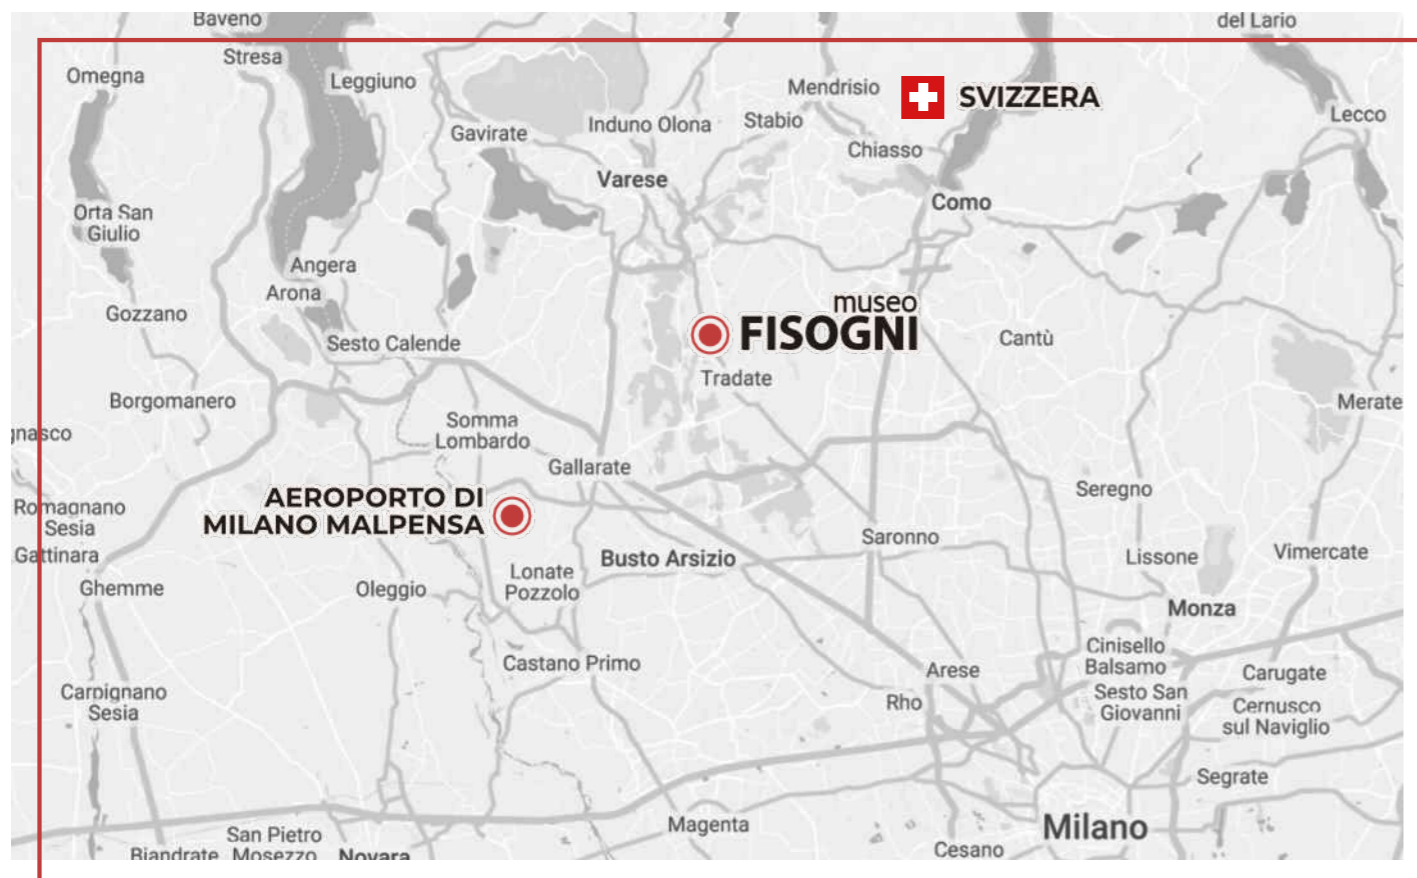 Baveno
del Lario
Stresa
Omegna
Leggiuno
Mendrisio
SVIZZERA
Lecco
Gavirate
Induno Olona
Stabio
Chiasso
Varese
Como
Orta San
Giulio
Angera
Arona
Gozzano
museo
FISOGNI
Sesto Calende
Cantù
Tradate
Borgomanero
Merate
Somma
Lombardo
gnasco
Gallarate
Seregno
AEROPORTO DI
MILANO MALPENSA
Romagnano
Sesia
Gattinara
Saronno
Busto Arsizio
Lissone
Vimercate
Ghemme
Oleggio
Lonate
Pozzolo
Monza
Cinisello
Balsamo
Castano Primo
Arese
Carugate
Carpignano
Sesia
Rho
Sesto San
Giovanni
Cernusco
sul Naviglio
Segrate
Magenta
Milano
San Pietro
Mosezzo
Biandrate
Novara
Cesano